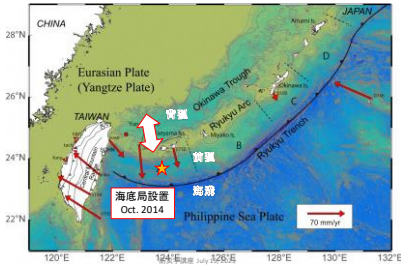 CHINA
JAPAN
28°N
Amami Is.
Eurasian Plate
(Yangtze Plate)
Okinawa Trough
Okinawa Is.
D
26°N
TAIWAN
Ryukyu Arc
C
背弧
Miyako Is.
B
Ryukyu Trench
24°N
前弧
海溝
海底局設置
Oct. 2014
Philippine Sea Plate
22°N
70 mm/yr
120°E
122°E
124°E
126°E
128°E
130°E
132°E